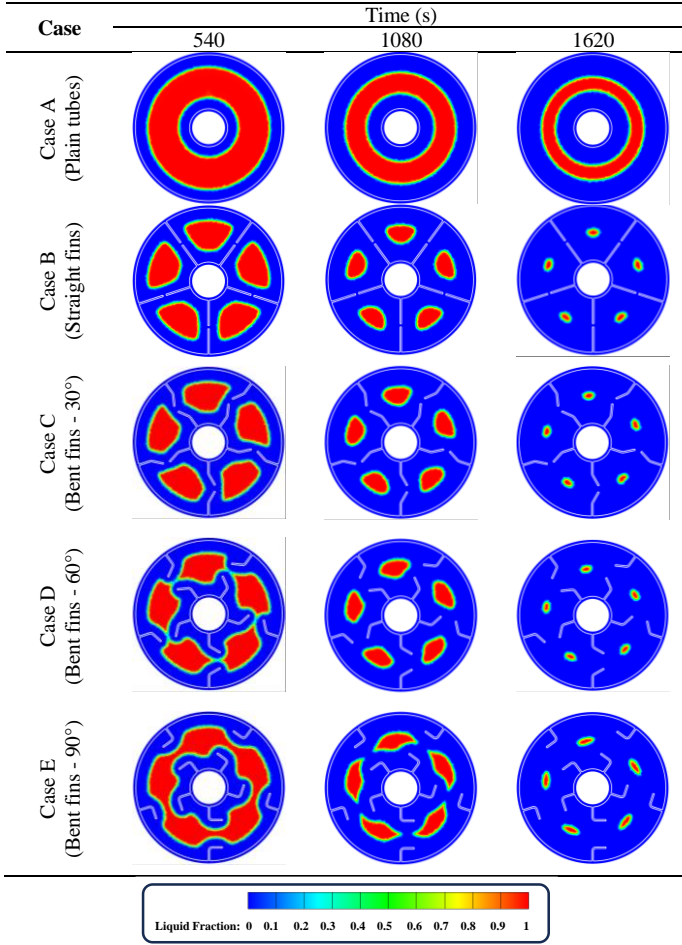 Case
Time (s)
540 1080 1620
Case A
(Plain tubes)
Case B
(Straight fins)
Case C
(Bent fins - 30°)
Case D
(Bent fins - 60°)
Case E
(Bent fins - 90°)
Liquid Fraction: 0 0.1 0.2 0.3 0.4 0.5 0.6 0.7 0.8 0.9 1